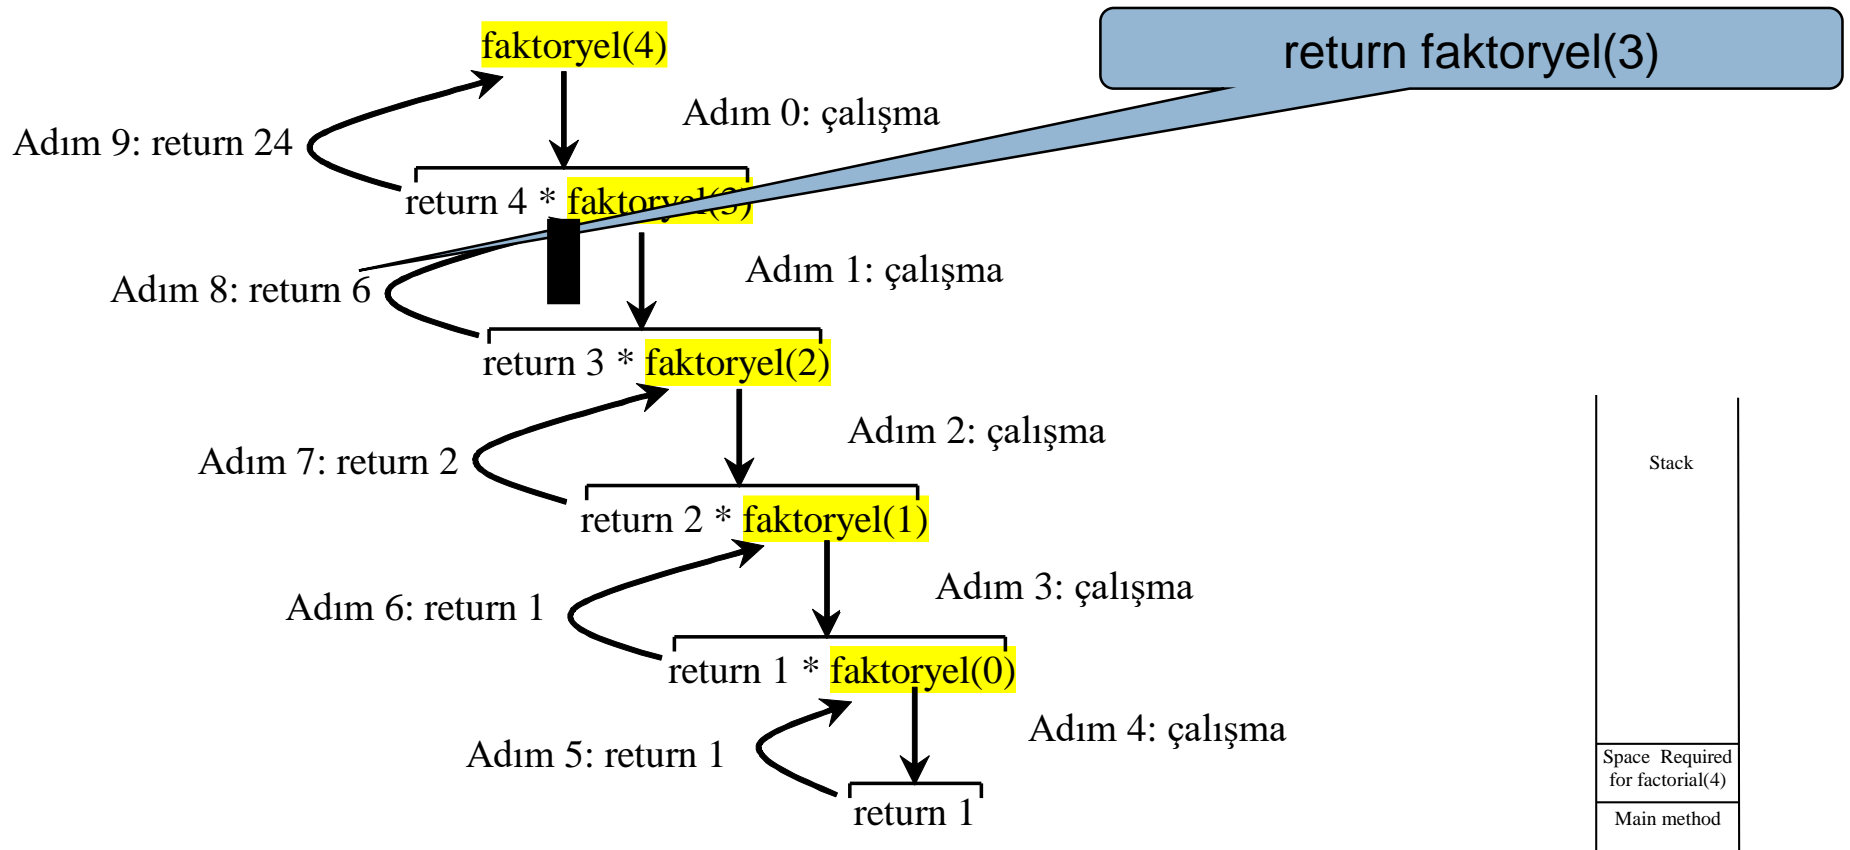 faktoryel(4)
return faktoryel(3)
Adım 0: çalışma
Adım 9: return 24
return 4 * faktoryel(3)
Adım 1: çalışma
Adım 8: return 6
return 3 * faktoryel(2)
Adım 2: çalışma
Adım 7: return 2
Stack
return 2 * faktoryel(1)
Adım 3: çalışma
Adım 6: return 1
return 1 * faktoryel(0)
Adım 4: çalışma
Adım 5: return 1
return 1
Space Required
for factorial(4)
Main method